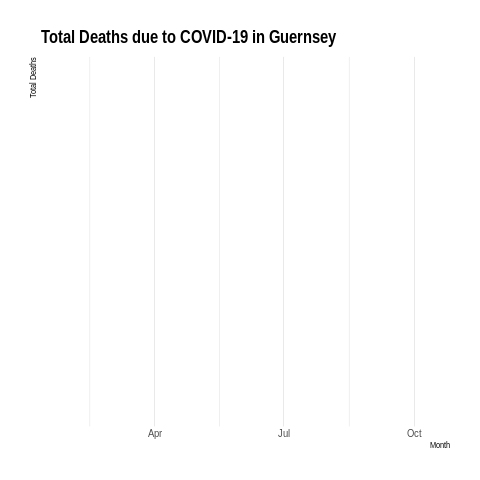 Total Deaths due to COVID-19 in Guernsey
Total Deaths
Apr Jul Oct
Month